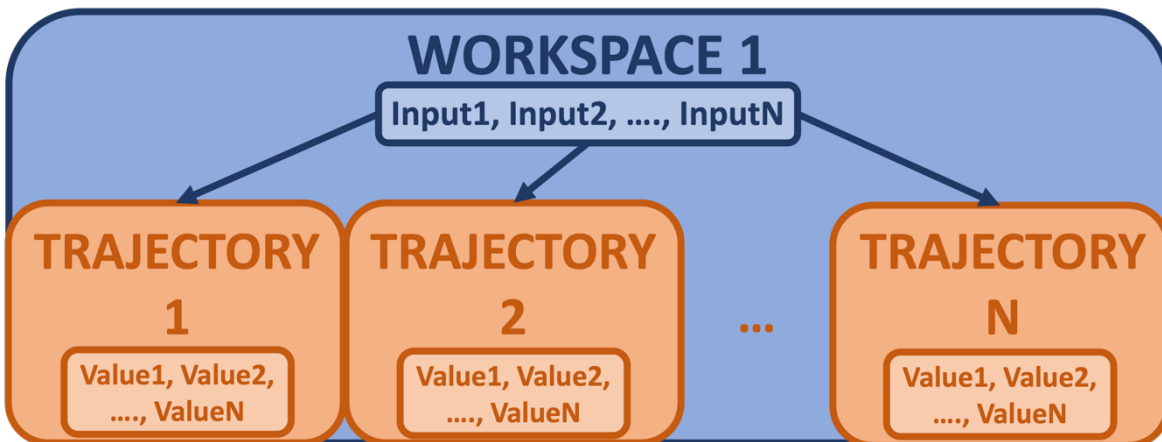 WORKSPACE 1
Input1, Input2, …., InputN
TRAJECTORY
1
Value1, Value2,
…., ValueN
TRAJECTORY
2
Value1, Value2,
…., ValueN
...
TRAJECTORY
N
Value1, Value2,
…., ValueN